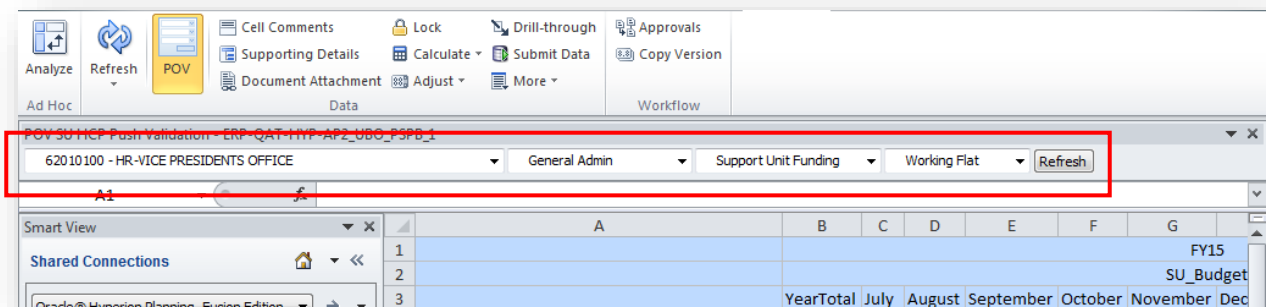 Cell Comments Lock Drill-through Approvals
Supporting Details Calculate Submit Data Copy Version
Analyze Refresh POV
Document Attachment Adjust More
Ad Hoc Data Workflow
POV SU HCP Push Validation - ERP-QAT-HYP-AP2_UBO_PSPB_1
62010100 - HR-VICE PRESIDENTS OFFICE General Admin Support Unit Funding Working Flat Refresh
A1 fx
Smart View A B C D E F G
1 FY15
Shared Connections
2 SU_Budget
Oracle® Hyperion Planning, Fusion Edition 3 YearTotal July August September October November Dec